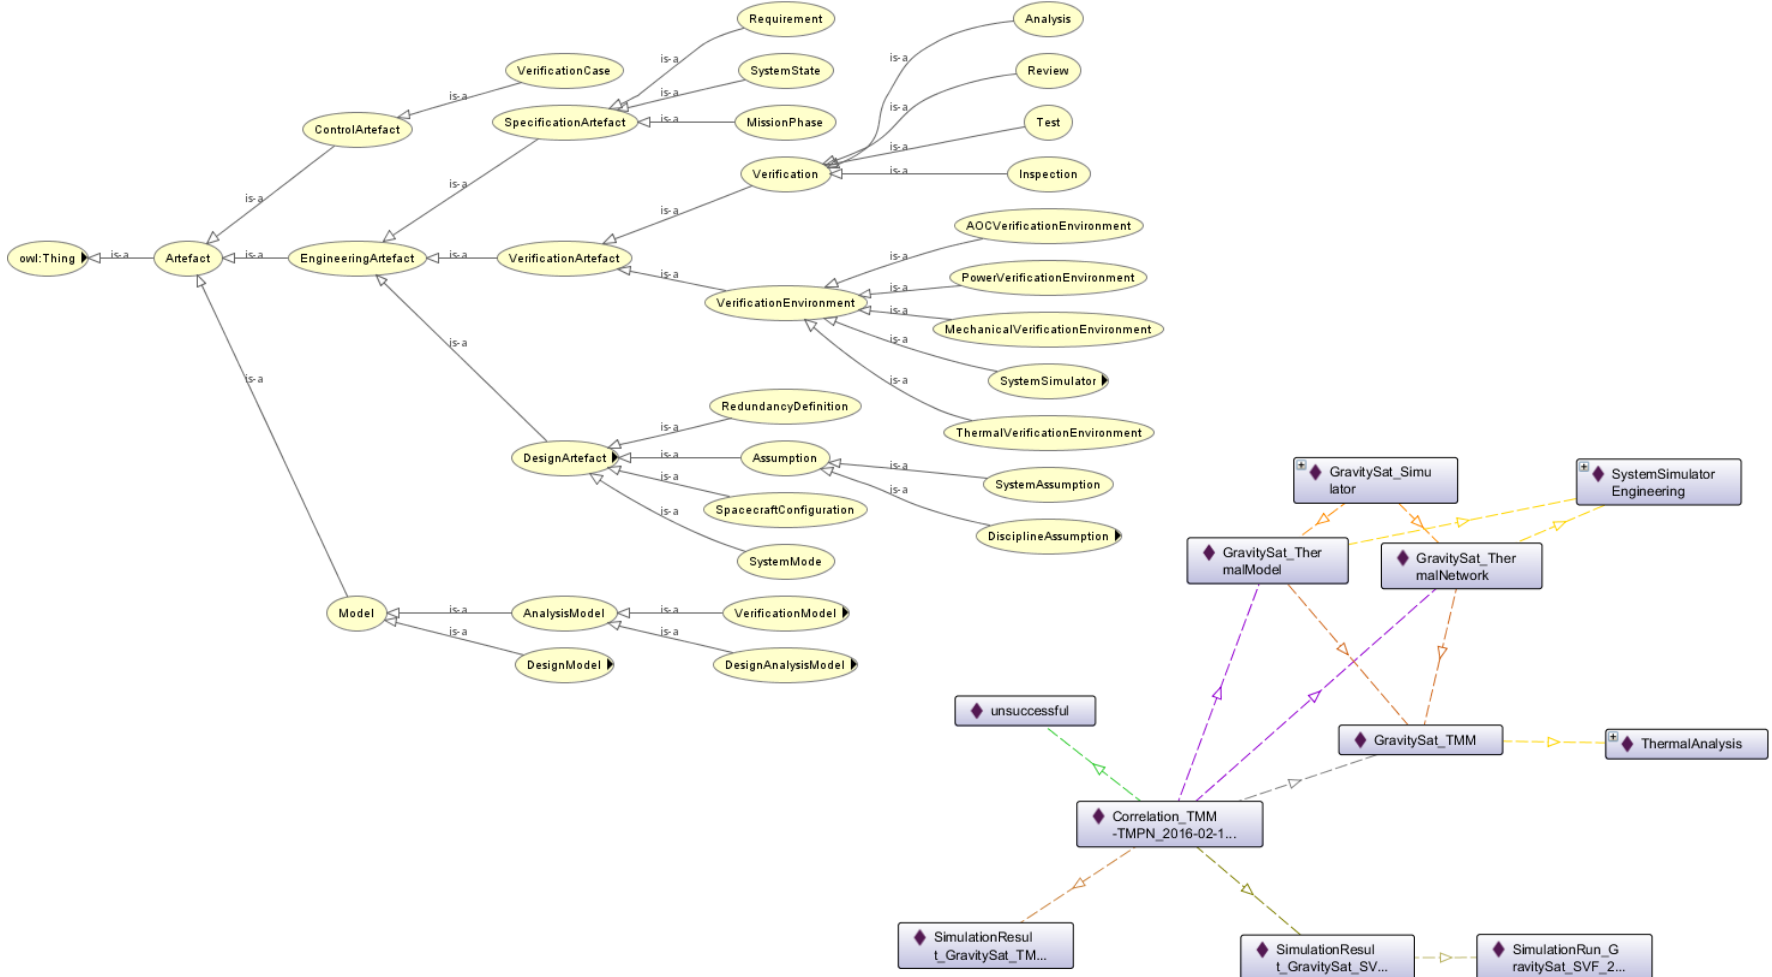 Requirement
Analysis
is-a
is-a
VerificationCase
SystemState
Review
is-a
is-a
is-a
ControlArtefact
SpecificationArtefact
is-a
MissionPhase
Test
is-a
Verification
is-a
Inspection
is-a
is-a
is-a
AOCVerificationEnvironment
owl:Thing
is-a
Artefact
is-a
EngineeringArtefact
is-a
VerificationArtefact
is-a
is-a
PowerVerificationEnvironment
is-a
VerificationEnvironment
is-a
MechanicalVerificationEnvironment
is-a
is-a
is-a
SystemSimulator
is-a
RedundancyDefinition
is-a
ThermalVerificationEnvironment
DesignArtefact
is-a
Assumption
is-a
is-a
SystemAssumption
is-a
SpacecraftConfiguration
is-a
DisciplineAssumption
SystemMode
Model
is-a
AnalysisModel
is-a
VerificationModel
is-a
is-a
DesignModel
DesignAnalysisModel
GravitySat_Simu
lator
SystemSimulator
Engineering
GravitySat_Ther
malModel
GravitySat_Ther
malNetwork
unsuccessful
GravitySat_TMM
ThermalAnalysis
Correlation_TMM
-TMPN_2016-02-1...
SimulationResul
t_GravitySat_TM...
SimulationResul
t_GravitySat_SV...
SimulationRun_G
ravitySat_SVF_2...